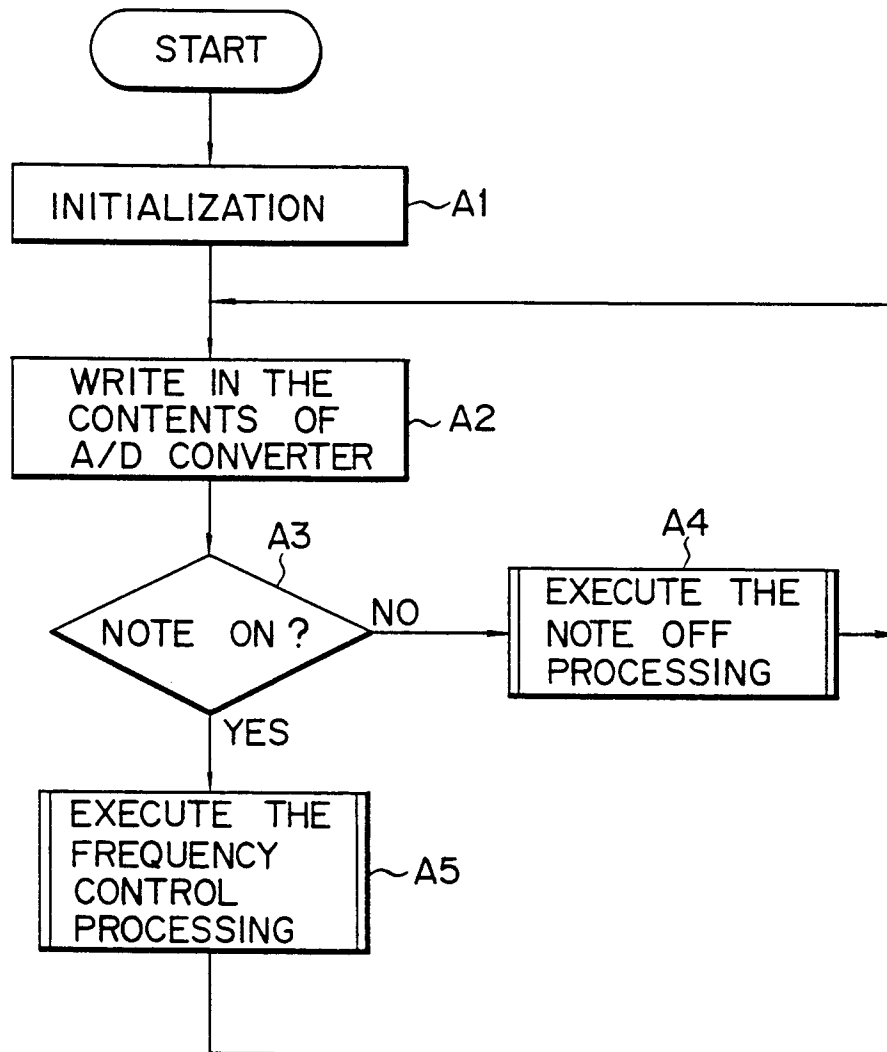 START
INITIALIZATION
A1
WRITE IN THE
CONTENTS OF
A/D CONVERTER
A2
A3
NOTE ON?
NO
A4
EXECUTE THE
NOTE OFF
PROCESSING
YES
EXECUTE THE
FREQUENCY
CONTROL
PROCESSING
A5